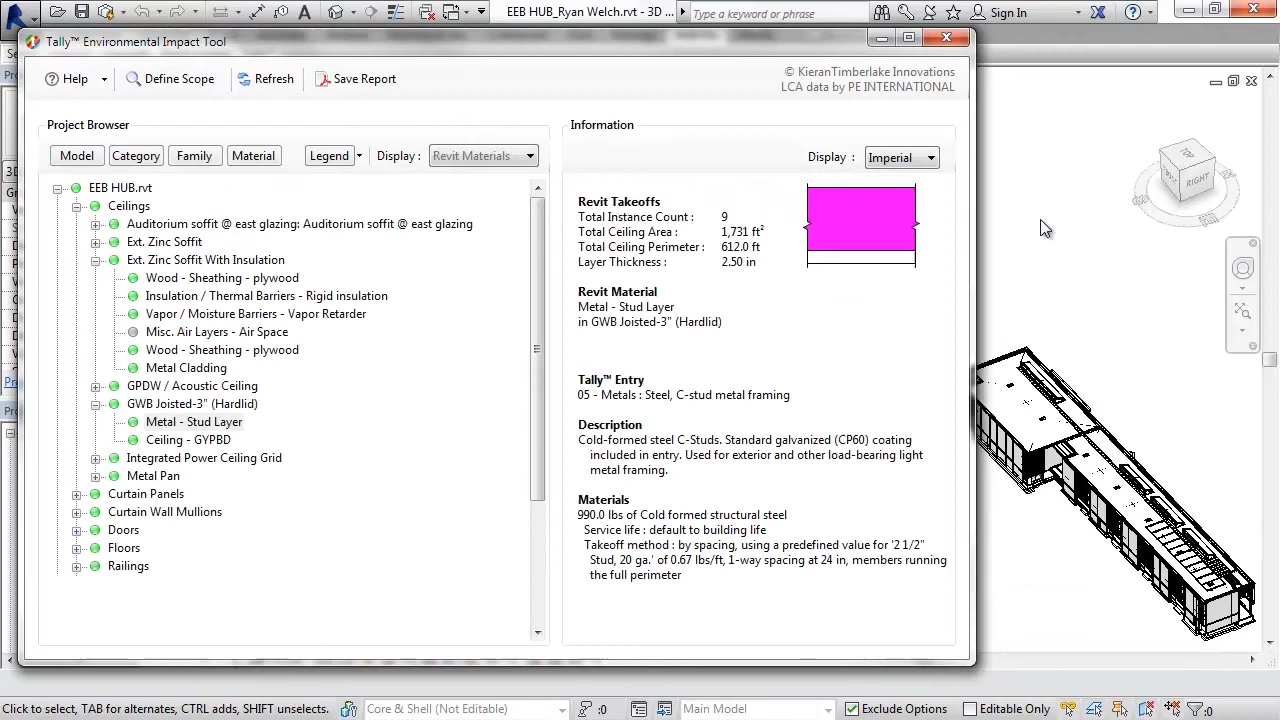 EEB HUB_Ryan Welch.rvt - 3D ...
Type a keyword or phrase
Sign In
Tally™ Environmental Impact Tool
Help
Define Scope
Refresh
Save Report
© KieranTimberlake Innovations
LCA data by PE INTERNATIONAL
Project Browser
Model
Category
Family
Material
Legend
Display :
Revit Materials
EEB HUB.rvt
Ceilings
Auditorium soffit @ east glazing: Auditorium soffit @ east glazing
Ext. Zinc Soffit
Ext. Zinc Soffit With Insulation
Wood - Sheathing - plywood
Insulation / Thermal Barriers - Rigid insulation
Vapor / Moisture Barriers - Vapor Retarder
Misc. Air Layers - Air Space
Wood - Sheathing - plywood
Metal Cladding
GPDW / Acoustic Ceiling
GWB Joisted-3" (Hardlid)
Metal - Stud Layer
Ceiling - GYPBD
Integrated Power Ceiling Grid
Metal Pan
Curtain Panels
Curtain Wall Mullions
Doors
Floors
Railings
Information
Display :
Imperial
Revit Takeoffs
Total Instance Count : 9
Total Ceiling Area : 1,731 ft²
Total Ceiling Perimeter : 612.0 ft
Layer Thickness : 2.50 in
Revit Material
Metal - Stud Layer
in GWB Joisted-3" (Hardlid)
Tally™ Entry
05 - Metals : Steel, C-stud metal framing
Description
Cold-formed steel C-Studs. Standard galvanized (CP60) coating
included in entry. Used for exterior and other load-bearing light
metal framing.
Materials
990.0 lbs of Cold formed structural steel
Service life : default to building life
Takeoff method : by spacing, using a predefined value for '2 1/2"
Stud, 20 ga.' of 0.67 lbs/ft, 1-way spacing at 24 in, members running
the full perimeter
TOP
RIGHT
Click to select, TAB for alternates, CTRL adds, SHIFT unselects.
Core & Shell (Not Editable)
:0
Main Model
Exclude Options
Editable Only
:0